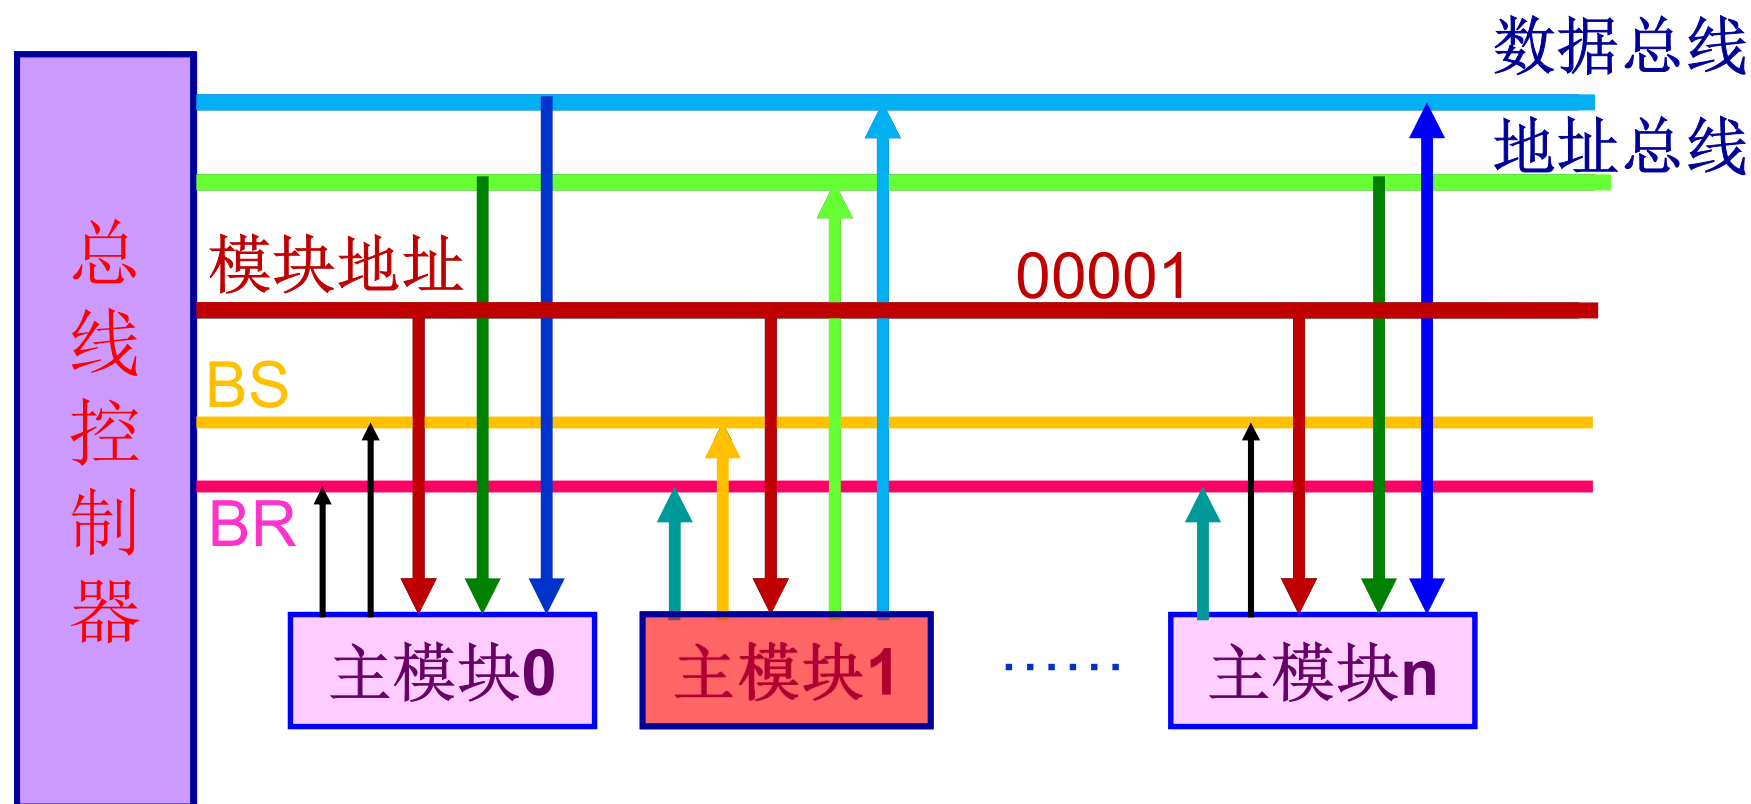 数据总线
地址总线
总线控制器
模块地址
00001
BS
BR
主模块0
主模块1
······
主模块n